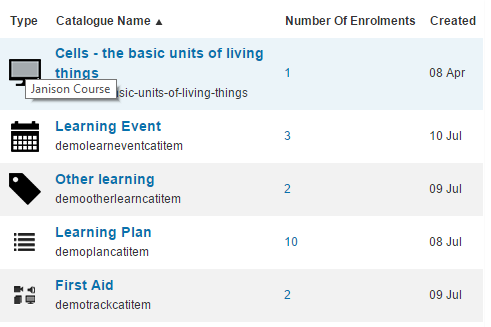 Type Catalogue Name ▲ Number Of Enrolments Created
Cells - the basic units of living
things
1 08 Apr
Janison Course
sic-units-of-living-things
Learning Event
3 10 Jul
demolearneventcatitem
Other learning
2 09 Jul
demootherlearncatitem
Learning Plan
10 08 Jul
demoplancatitem
First Aid
2 09 Jul
demotrackcatitem